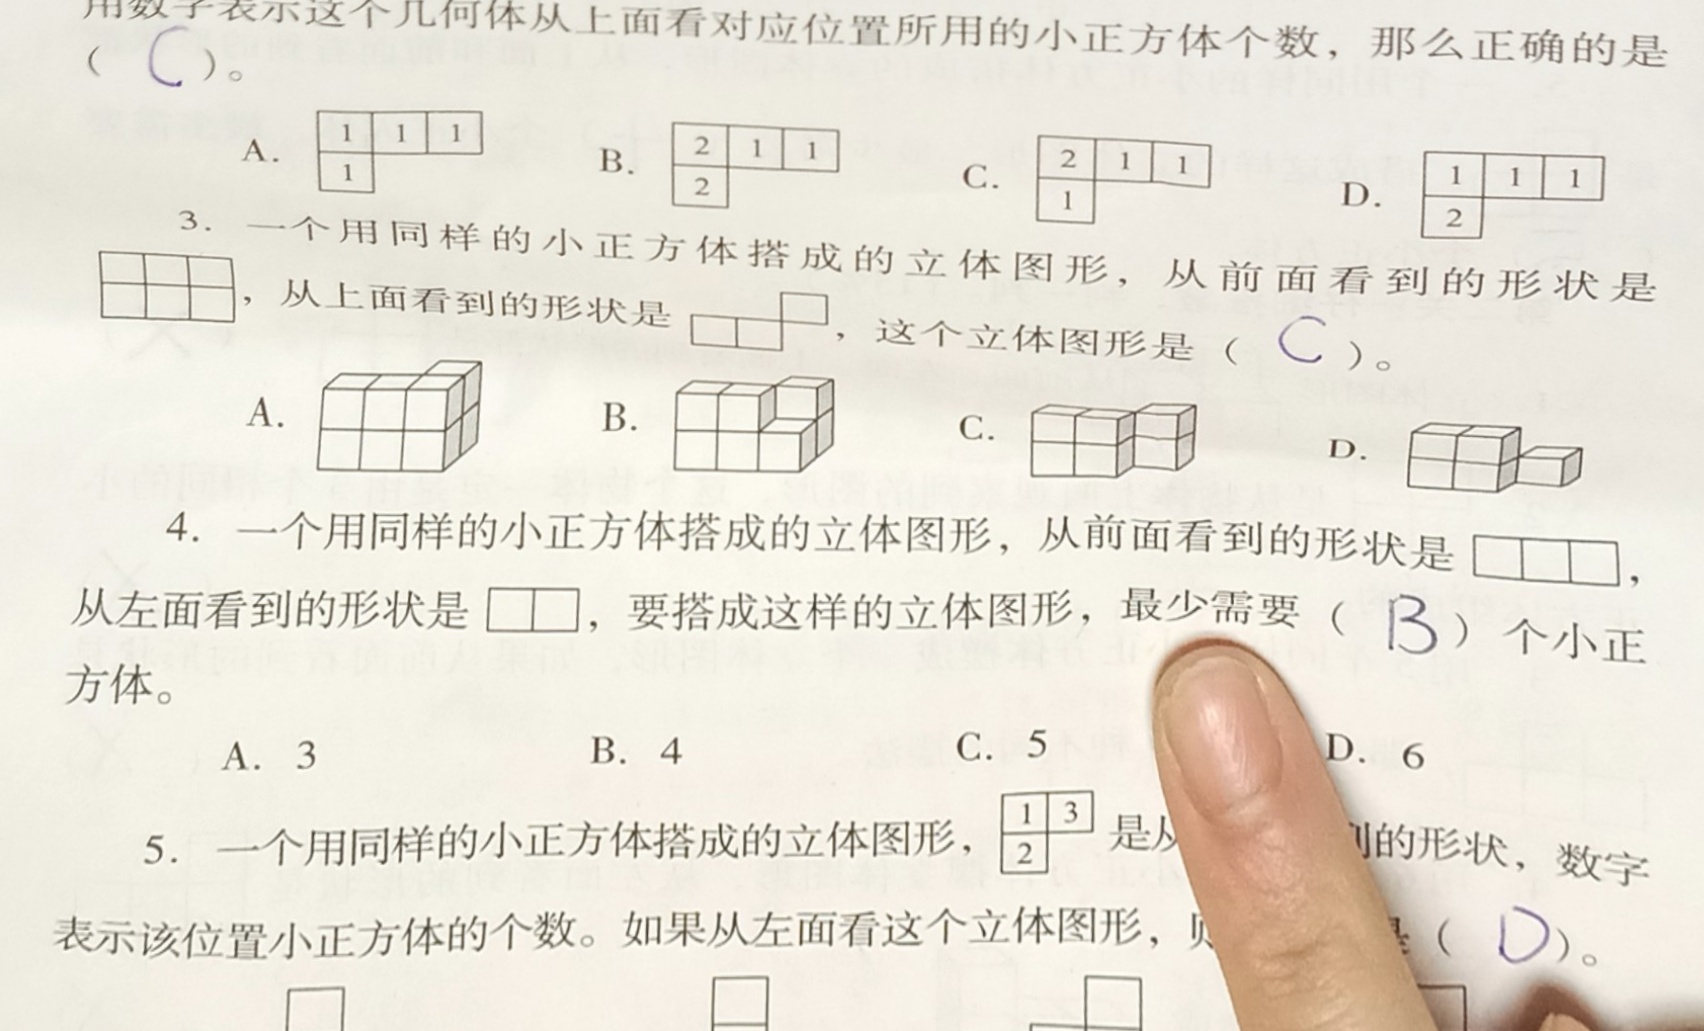 用数字表示这个几何体从上面看对应位置所用的小正方体个数，那么正确的是
（ C ）。
A. 1 1 1 1 B. 2 1 1 2 C. 2 1 1 1 D. 1 1 1 2
3. 一个用同样的小正方体搭成的立体图形，从前面看到的形状是
，从上面看到的形状是 ，这个立体图形是（ C ）。
A. B. C. D.
4. 一个用同样的小正方体搭成的立体图形，从前面看到的形状是 ，
从左面看到的形状是 ，要搭成这样的立体图形，最少需要（ B ）个小正
方体。
A. 3 B. 4 C. 5 D. 6
5. 一个用同样的小正方体搭成的立体图形， 1 3 2 是从 的形状，数字
表示该位置小正方体的个数。如果从左面看这个立体图形， 是（ D ）。